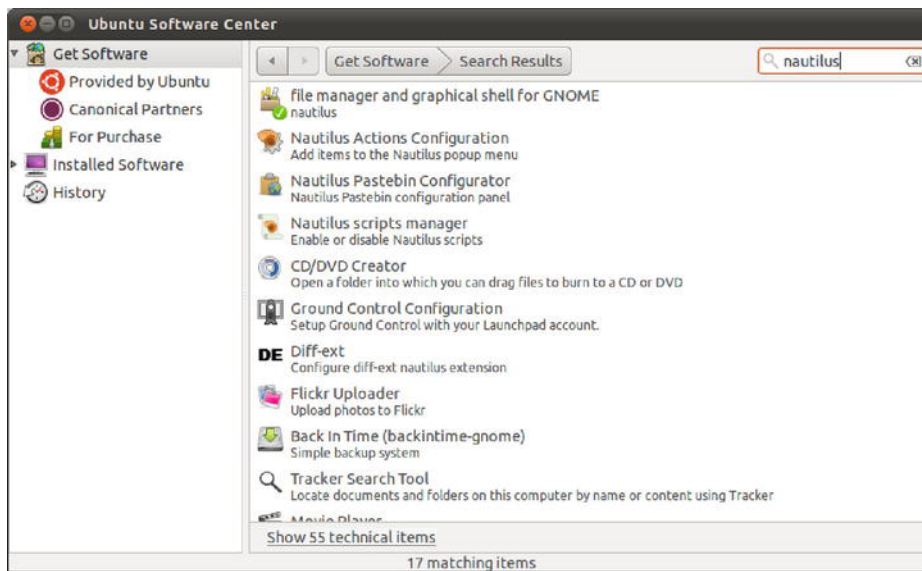 Ubuntu Software Center
Get Software
Provided by Ubuntu
Canonical Partners
For Purchase
Installed Software
History
Get Software
Search Results
nautilus
file manager and graphical shell for GNOME
nautilus
Nautilus Actions Configuration
Add items to the Nautilus popup menu
Nautilus Pastebin Configurator
Nautilus Pastebin configuration panel
Nautilus scripts manager
Enable or disable Nautilus scripts
CD/DVD Creator
Open a folder into which you can drag files to burn to a CD or DVD
Ground Control Configuration
Setup Ground Control with your Launchpad account.
DE Diff-ext
Configure diff-ext nautilus extension
Flickr Uploader
Upload photos to Flickr
Back In Time (backintime-gnome)
Simple backup system
Tracker Search Tool
Locate documents and folders on this computer by name or content using Tracker
Movie Player
Show 55 technical items
17 matching items